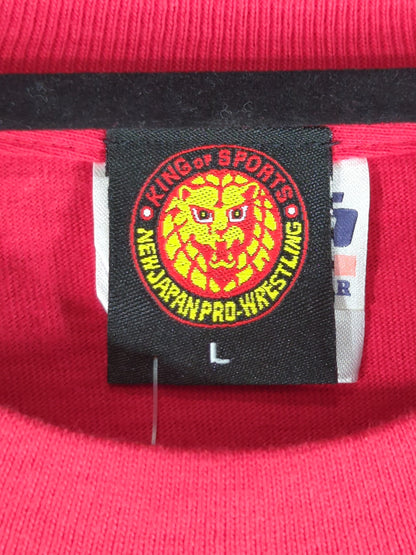 KING OF SPORTS
NEW JAPAN PRO-WRESTLING
L